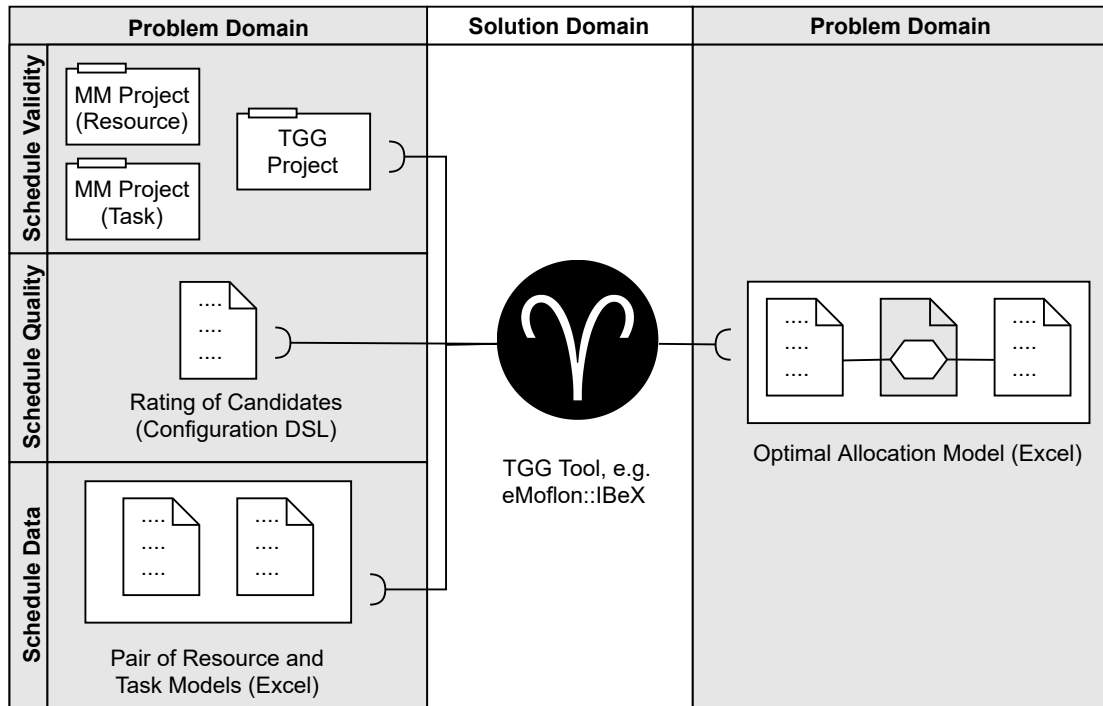 Problem Domain
Solution Domain
Problem Domain
Schedule Validity
MM Project
(Resource)
TGG
Project
MM Project
(Task)
Schedule Quality
....
...
...
Rating of Candidates
(Configuration DSL)
TGG Tool, e.g.
eMoflon::IBeX
....
...
...
....
...
...
Optimal Allocation Model (Excel)
Schedule Data
....
...
...
....
...
...
Pair of Resource and
Task Models (Excel)